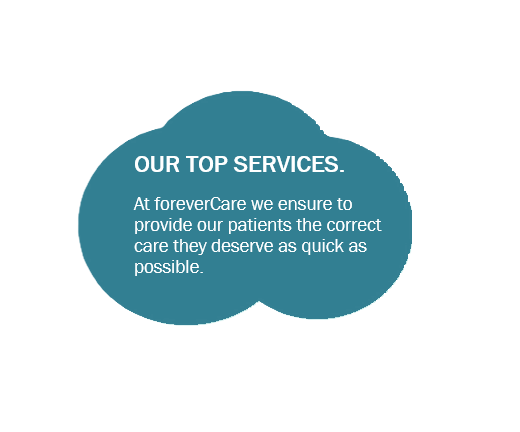 OUR TOP SERVICES.
At foreverCare we ensure to
provide our patients the correct
care they deserve as quick as
possible.